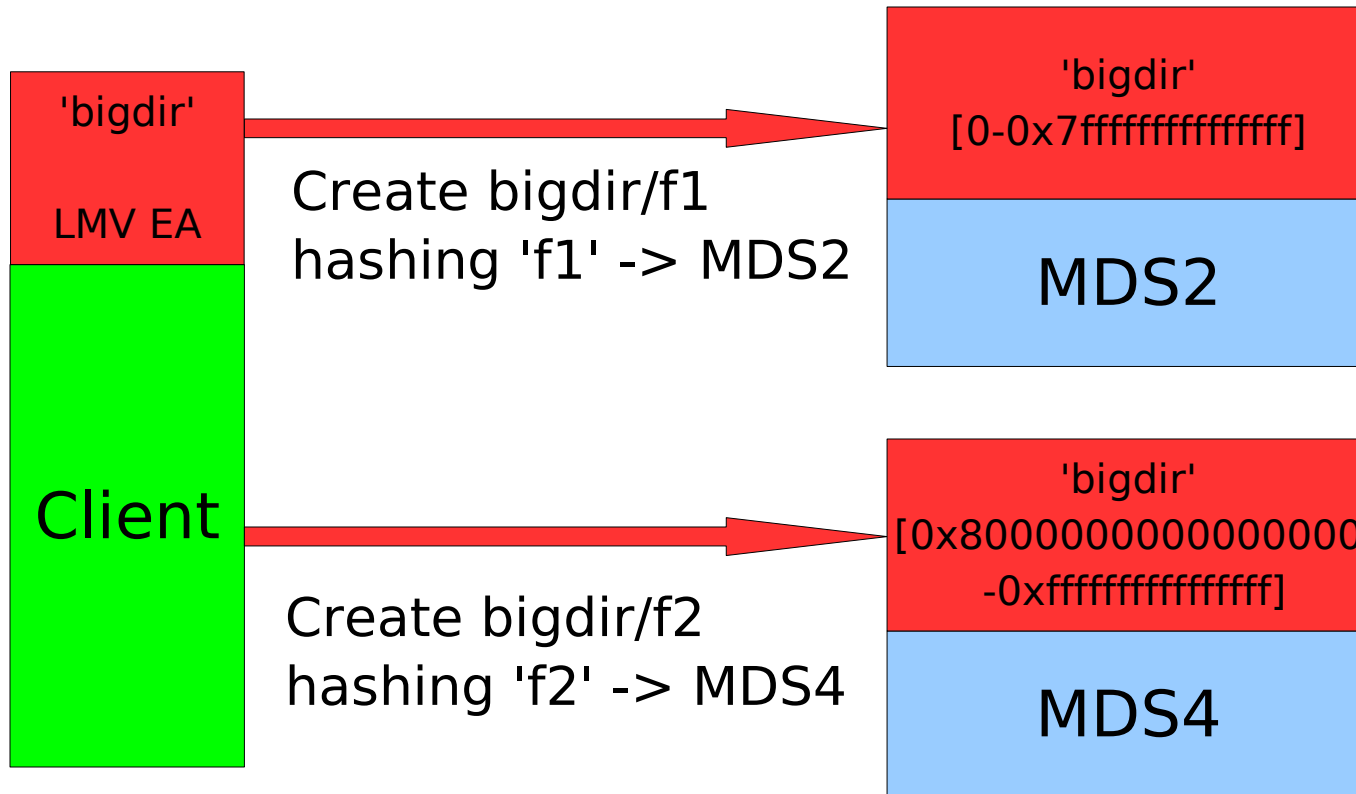 'bigdir'
LMV EA
Client
Create bigdir/f1
hashing 'f1' -> MDS2
Create bigdir/f2
hashing 'f2' -> MDS4
'bigdir'
[0-0x7fffffffffffffff]
MDS2
'bigdir'
[0x8000000000000000
-0xffffffffffffffff]
MDS4